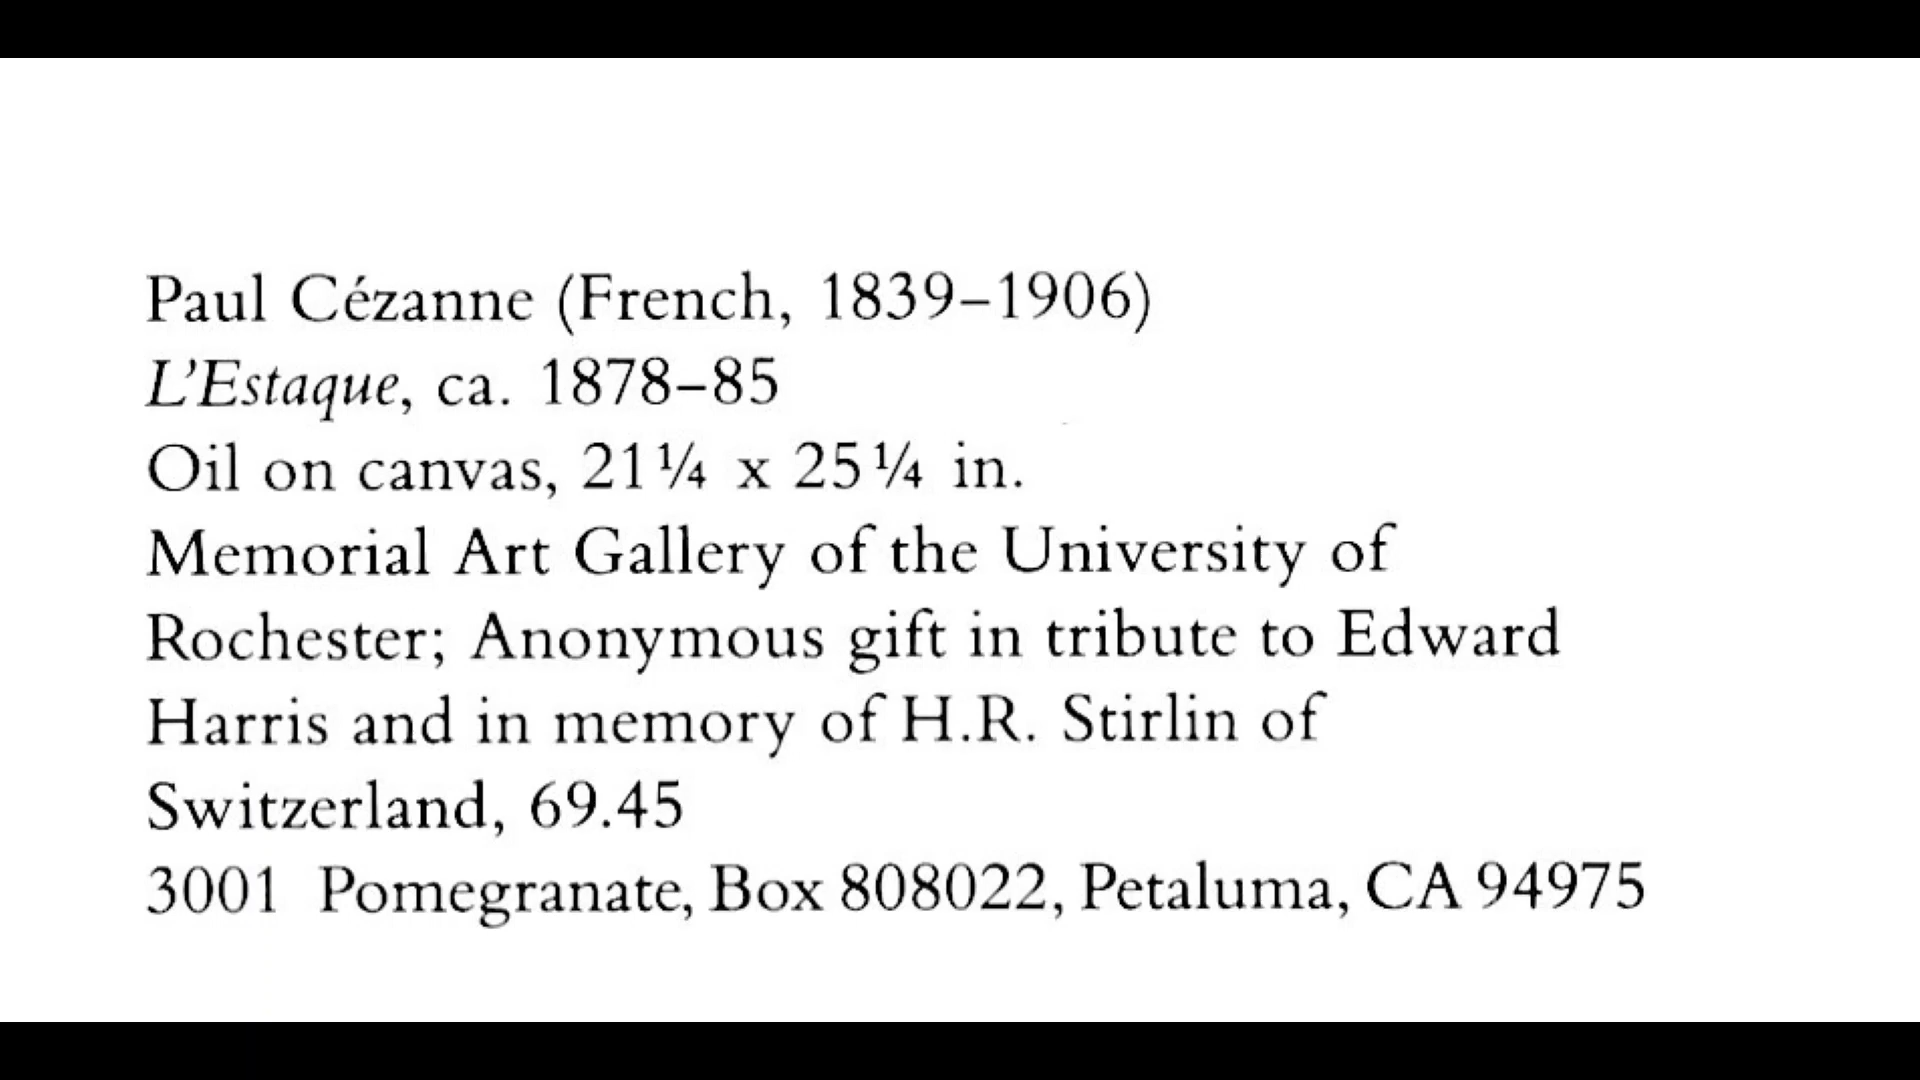 Paul Cézanne (French, 1839–1906)
L’Estaque, ca. 1878–85
Oil on canvas, 21¼ x 25¼ in.
Memorial Art Gallery of the University of
Rochester; Anonymous gift in tribute to Edward
Harris and in memory of H.R. Stirlin of
Switzerland, 69.45
3001 Pomegranate, Box 808022, Petaluma, CA 94975